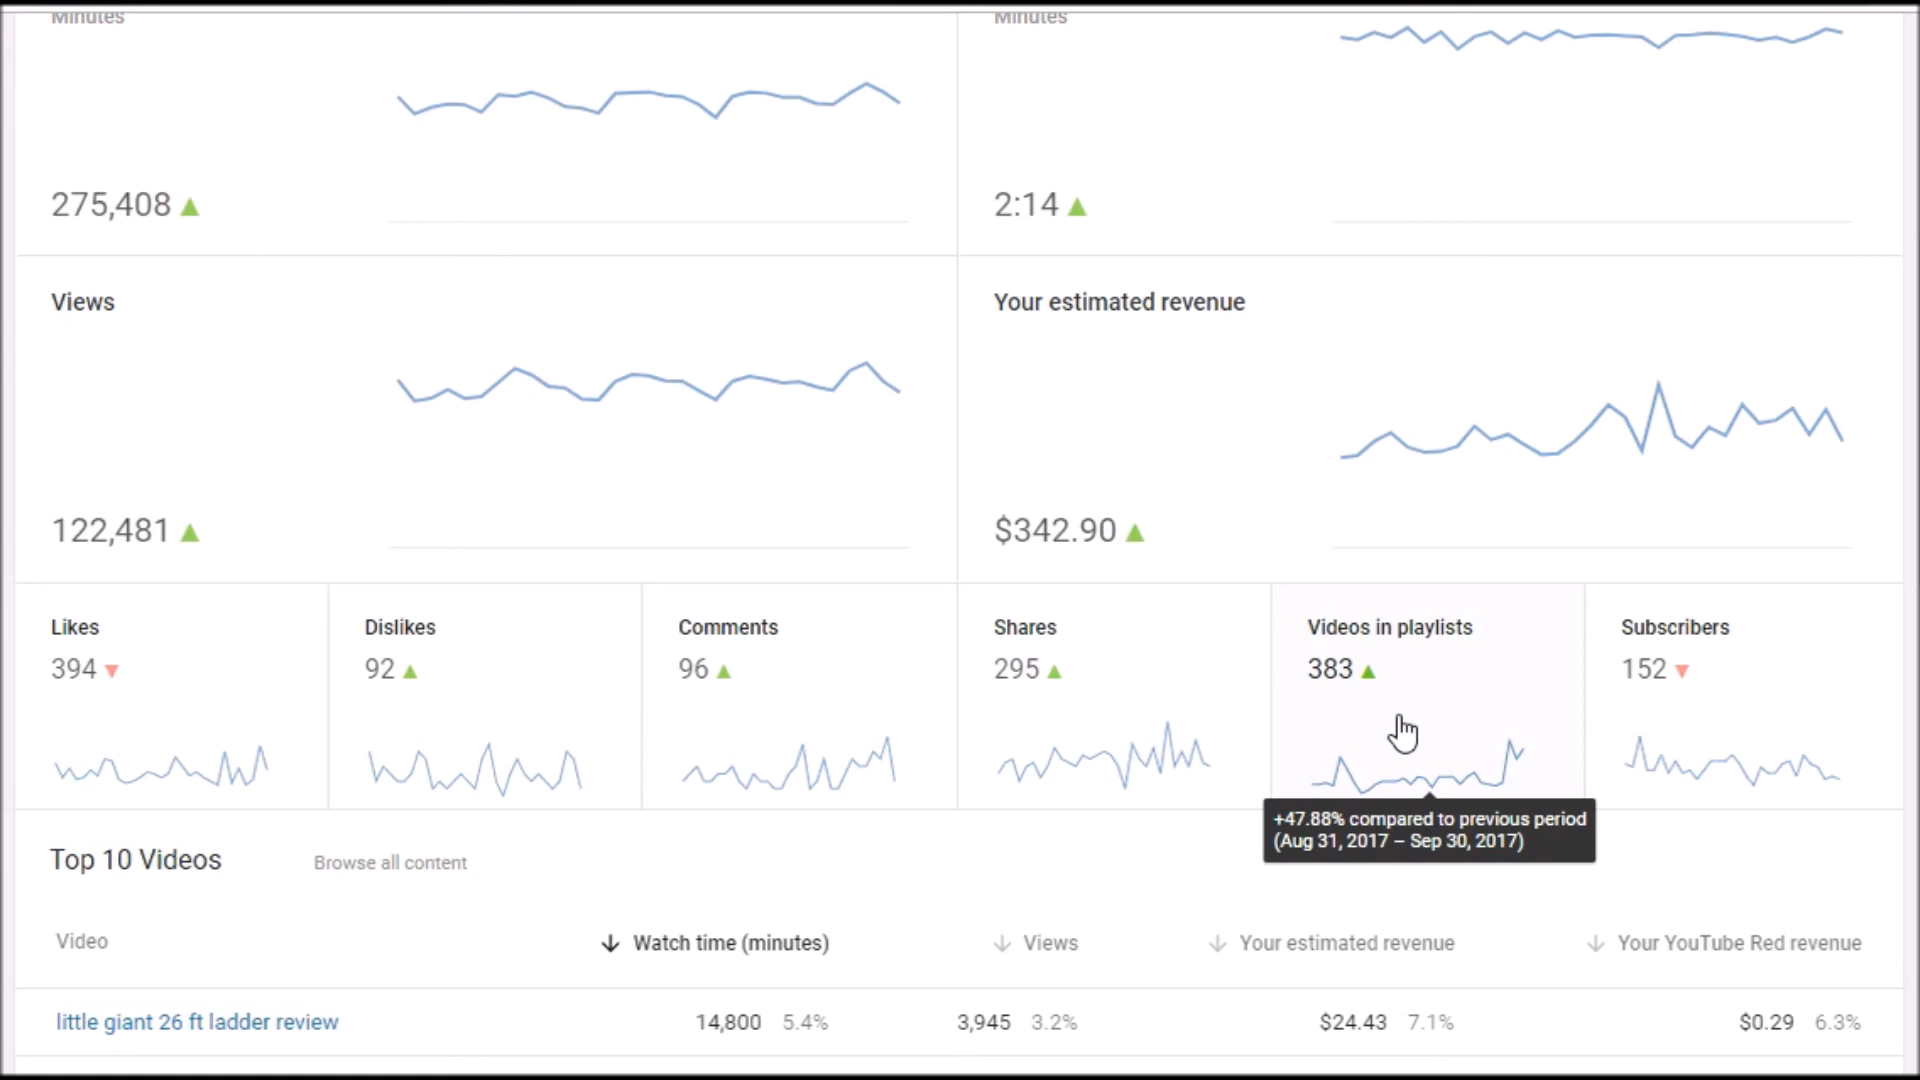 Minutes
Minutes
275,408
2:14
Views
Your estimated revenue
122,481
$342.90
Likes
394
Dislikes
92
Comments
96
Shares
295
Videos in playlists
383
Subscribers
152
+47.88% compared to previous period
(Aug 31, 2017 – Sep 30, 2017)
Top 10 Videos
Browse all content
Video
Watch time (minutes)
Views
Your estimated revenue
Your YouTube Red revenue
little giant 26 ft ladder review
14,800 5.4%
3,945 3.2%
$24.43 7.1%
$0.29 6.3%